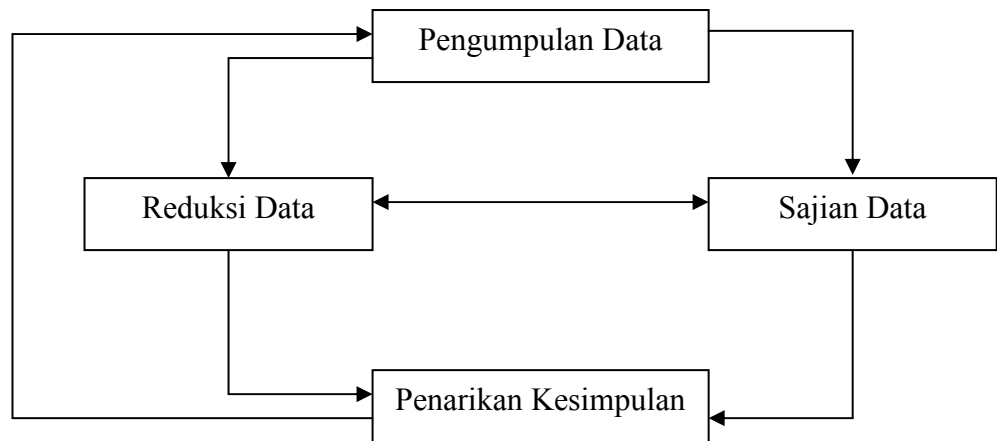 Pengumpulan Data
Reduksi Data
Sajian Data
Penarikan Kesimpulan